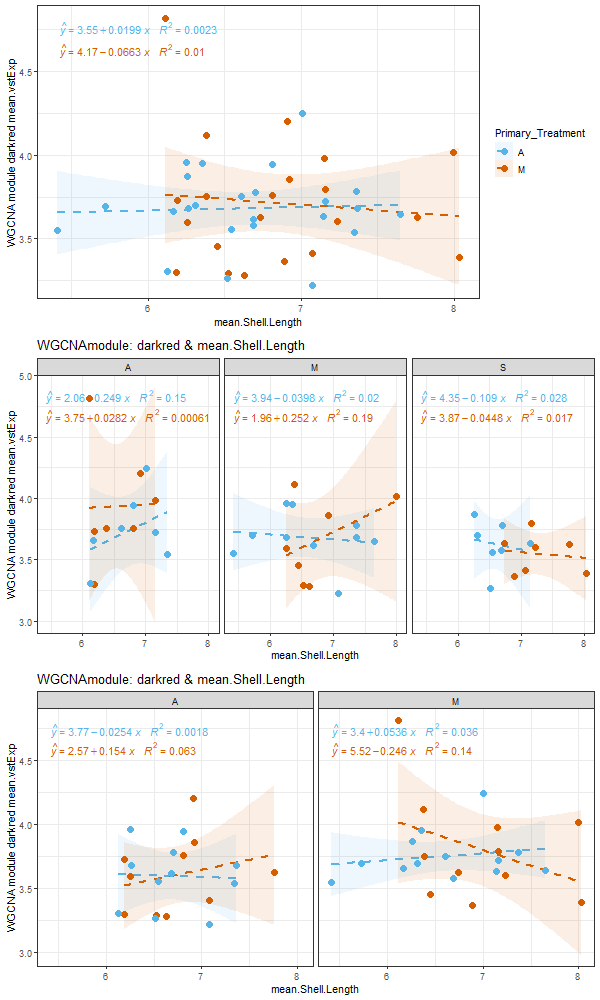 ŷ = 3.55 + 0.0199 x   R² = 0.0023
ŷ = 4.17 − 0.0663 x   R² = 0.01
4.5
4.0
3.5
WGCNA module darkred mean.vstExp
6 7 8
mean.Shell.Length
Primary_Treatment
A
M
WGCNAmodule: darkred & mean.Shell.Length
A M S
ŷ = 2.06 0.249 x   R² = 0.15
ŷ = 3.75 + 0.0282 x   R² = 0.00061
ŷ = 3.94 − 0.0398 x   R² = 0.02
ŷ = 1.96 + 0.252 x   R² = 0.19
ŷ = 4.35 − 0.109 x   R² = 0.028
ŷ = 3.87 − 0.0448 x   R² = 0.017
5.0
4.5
4.0
3.5
3.0
WGCNA module darkred mean.vstExp
6 7 8 6 7 8 6 7 8
mean.Shell.Length
WGCNAmodule: darkred & mean.Shell.Length
A M
ŷ = 3.77 − 0.0254 x   R² = 0.0018
ŷ = 2.57 + 0.154 x   R² = 0.063
ŷ = 3.4 + 0.0536 x   R² = 0.036
ŷ = 5.52 − 0.246 x   R² = 0.14
4.5
4.0
3.5
3.0
WGCNA module darkred mean.vstExp
6 7 8 6 7 8
mean.Shell.Length